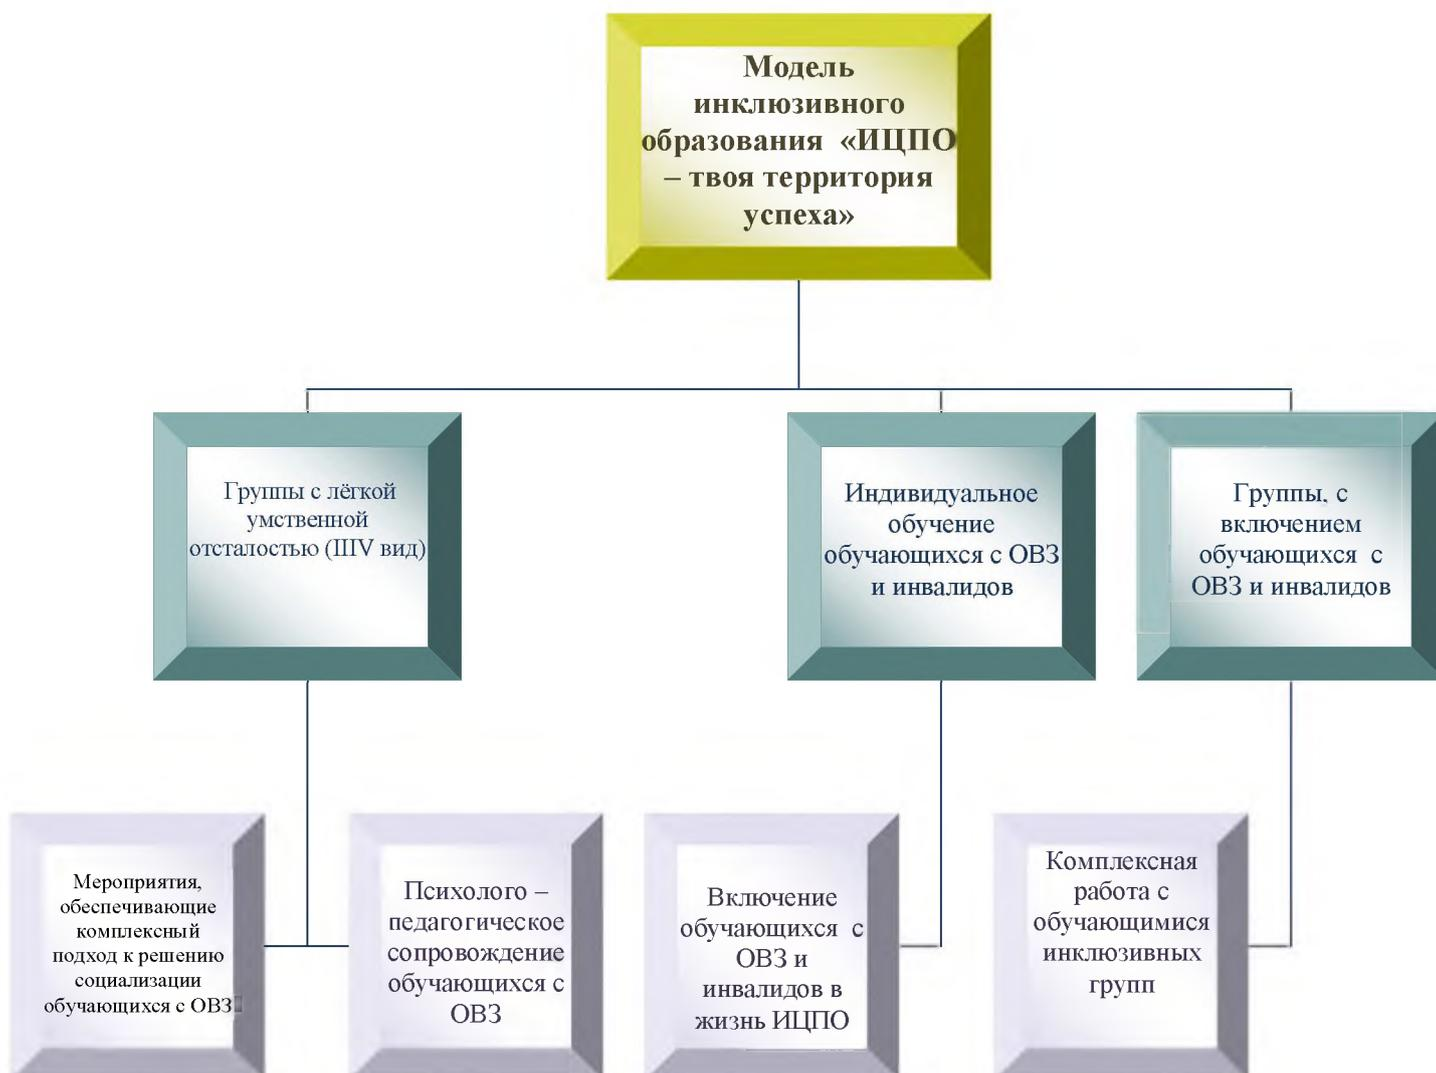 Модель
инклюзивного
образования «ИЦПО
– твоя территория
успеха»
Группы с лёгкой
умственной
отсталостью (IIIV вид)
Индивидуальное
обучение
обучающихся с ОВЗ
и инвалидов
Группы, с
включением
обучающихся с
ОВЗ и инвалидов
Мероприятия,
обеспечивающие
комплексный
подход к решению
социализации
обучающихся с ОВЗ
Психолого –
педагогическое
сопровождение
обучающихся с
ОВЗ
Включение
обучающихся с
ОВЗ и
инвалидов в
жизнь ИЦПО
Комплексная
работа с
обучающимися
инклюзивных
групп